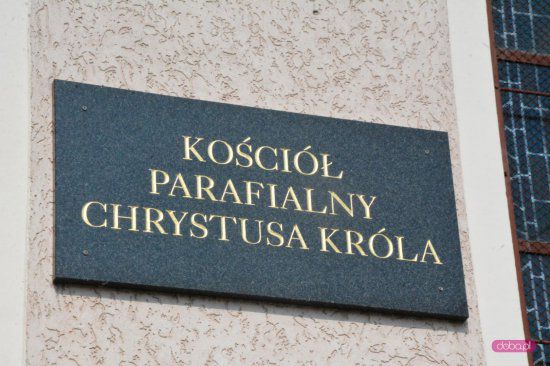 KOŚCIÓŁ
PARAFIALNY
CHRYSTUSA KRÓLA
doba.pl